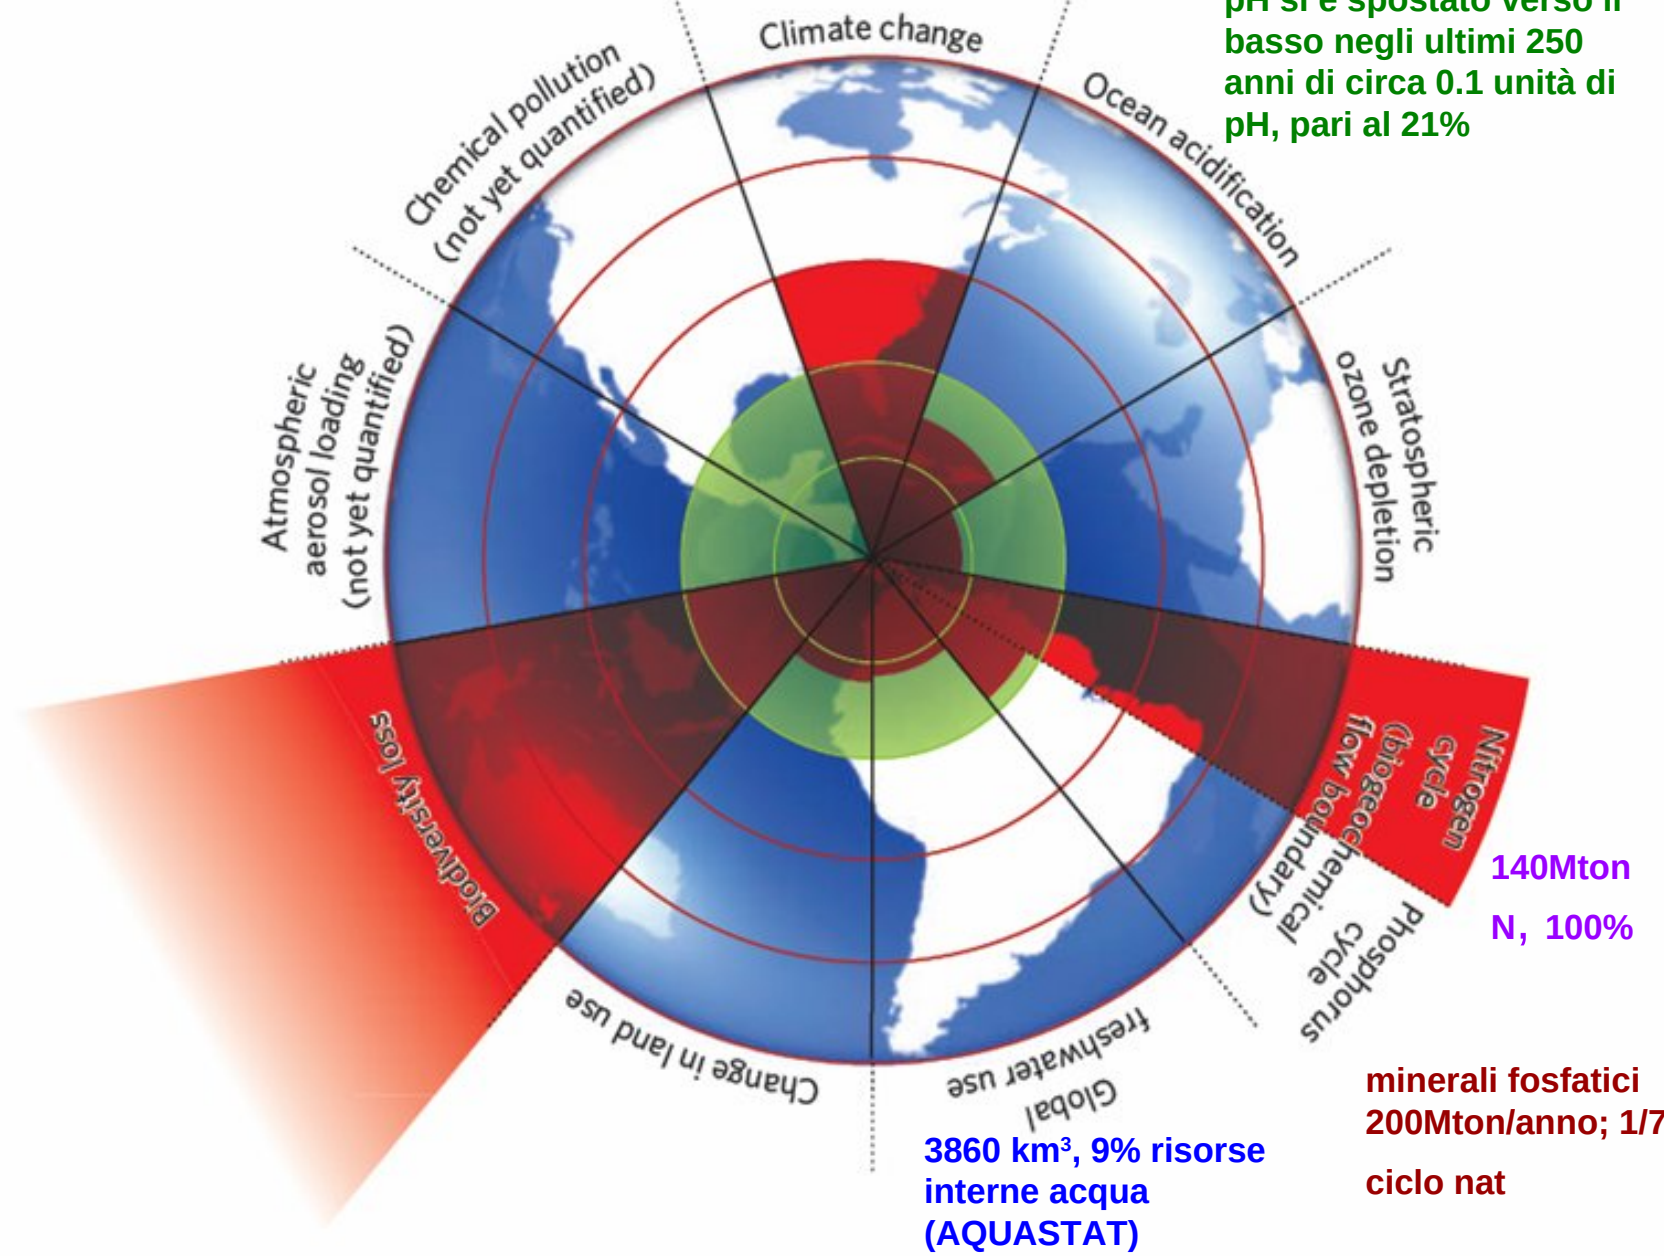 pH si è spostato verso il
basso negli ultimi 250
anni di circa 0.1 unità di
pH, pari al 21%
Climate change
Ocean acidification
Stratospheric
ozone depletion
Nitrogen
cycle
(biogeochemical
flow boundary)
Phosphorus
cycle
140Mton
N, 100%
minerali fosfatici
200Mton/anno; 1/7
ciclo nat
Global
freshwater use
3860 km³, 9% risorse
interne acqua
(AQUASTAT)
Change in land use
Biodiversity loss
Atmospheric
aerosol loading
(not yet quantified)
Chemical pollution
(not yet quantified)